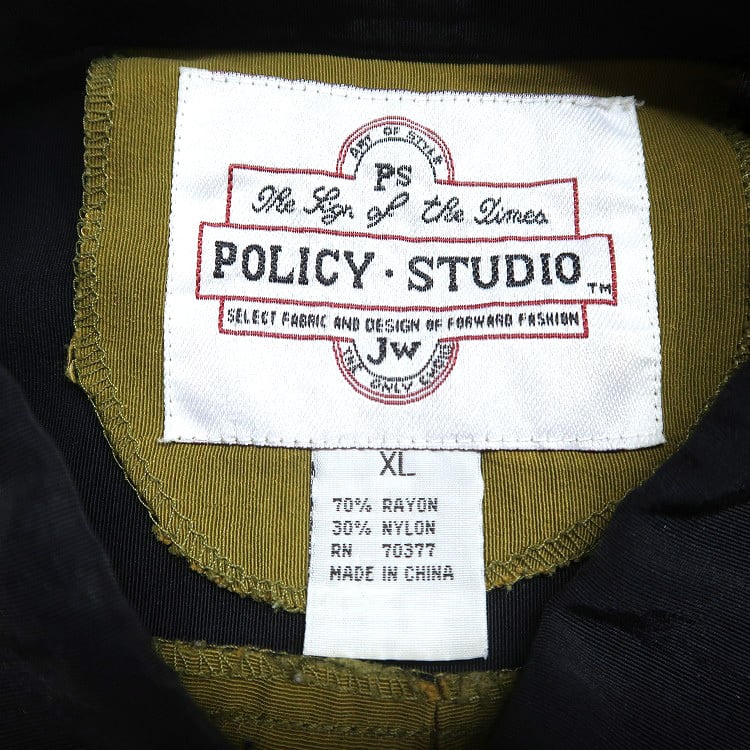 ART OF STYLE
PS
The Sign of the Times
POLICY · STUDIO ™
SELECT FABRIC AND DESIGN OF FORWARD FASHION
JW
THE ONLY
XL
70% RAYON
30% NYLON
RN 70377
MADE IN CHINA